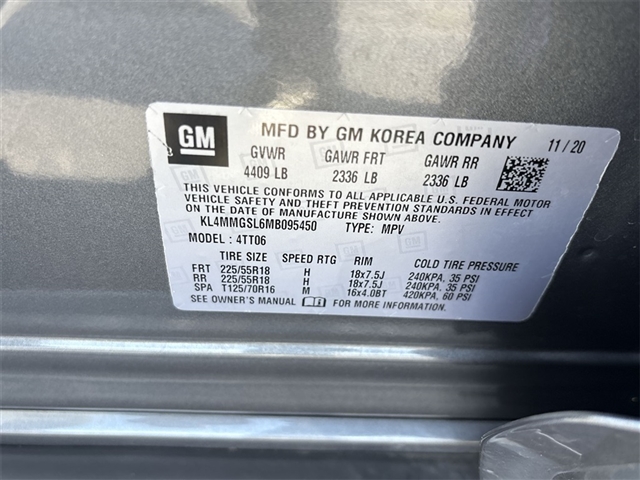 GM MFD BY GM KOREA COMPANY 11/20
GVWR GAWR FRT GAWR RR
4409 LB 2336 LB 2336 LB
THIS VEHICLE CONFORMS TO ALL APPLICABLE U.S. FEDERAL MOTOR
VEHICLE SAFETY AND THEFT PREVENTION STANDARDS IN EFFECT
ON THE DATE OF MANUFACTURE SHOWN ABOVE.
KL4MMGSL6MB095450 TYPE: MPV
MODEL: 4TT06
TIRE SIZE SPEED RTG RIM COLD TIRE PRESSURE
FRT 225/55R18 H 18x7.5J 240KPA, 35 PSI
RR 225/55R18 H 18x7.5J 240KPA, 35 PSI
SPA T125/70R16 M 16x4.0BT 420KPA, 60 PSI
SEE OWNER'S MANUAL FOR MORE INFORMATION.